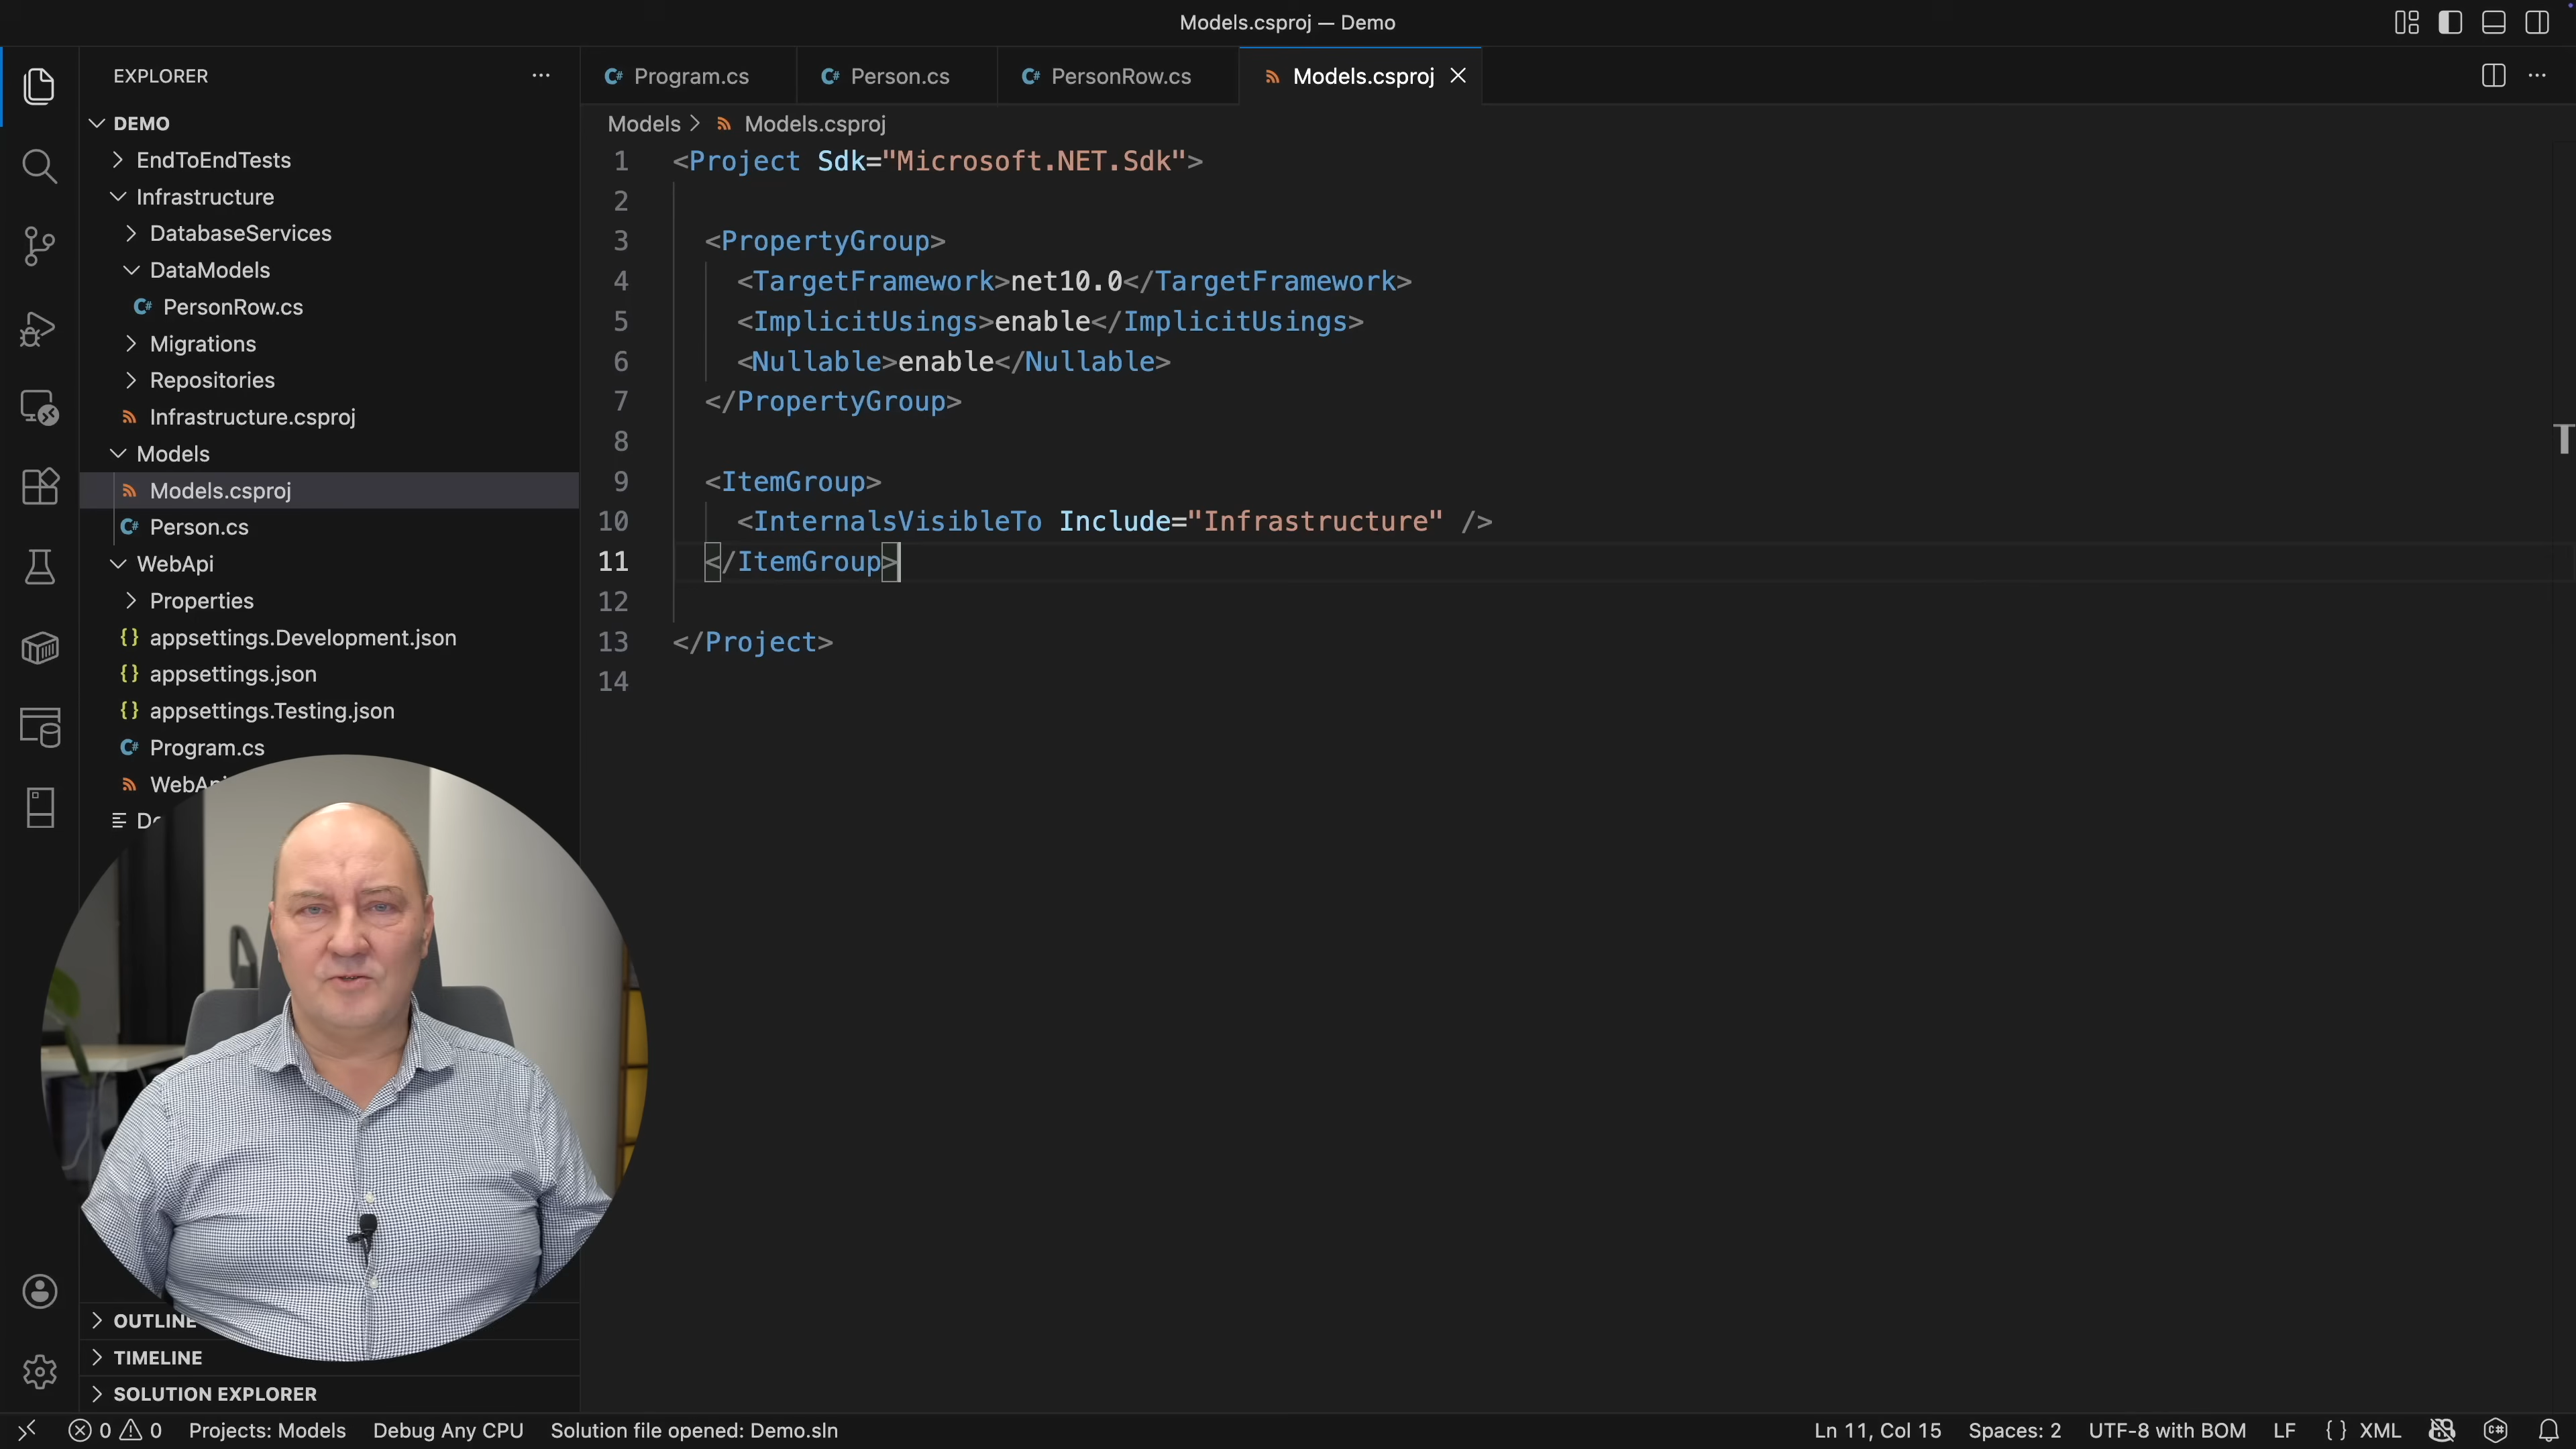 Models.csproj — Demo
EXPLORER
DEMO
EndToEndTests
Infrastructure
DatabaseServices
DataModels
PersonRow.cs
Migrations
Repositories
Infrastructure.csproj
Models
Models.csproj
Person.cs
WebApi
Properties
appsettings.Development.json
appsettings.json
appsettings.Testing.json
Program.cs
OUTLINE
TIMELINE
SOLUTION EXPLORER
Program.cs
Person.cs
PersonRow.cs
Models.csproj
Models > Models.csproj
1 <Project Sdk="Microsoft.NET.Sdk">
2
3 <PropertyGroup>
4 <TargetFramework>net10.0</TargetFramework>
5 <ImplicitUsings>enable</ImplicitUsings>
6 <Nullable>enable</Nullable>
7 </PropertyGroup>
8
9 <ItemGroup>
10 <InternalsVisibleTo Include="Infrastructure" />
11 </ItemGroup>
12
13 </Project>
14
0 0 Projects: Models Debug Any CPU Solution file opened: Demo.sln Ln 11, Col 15 Spaces: 2 UTF-8 with BOM LF {} XML